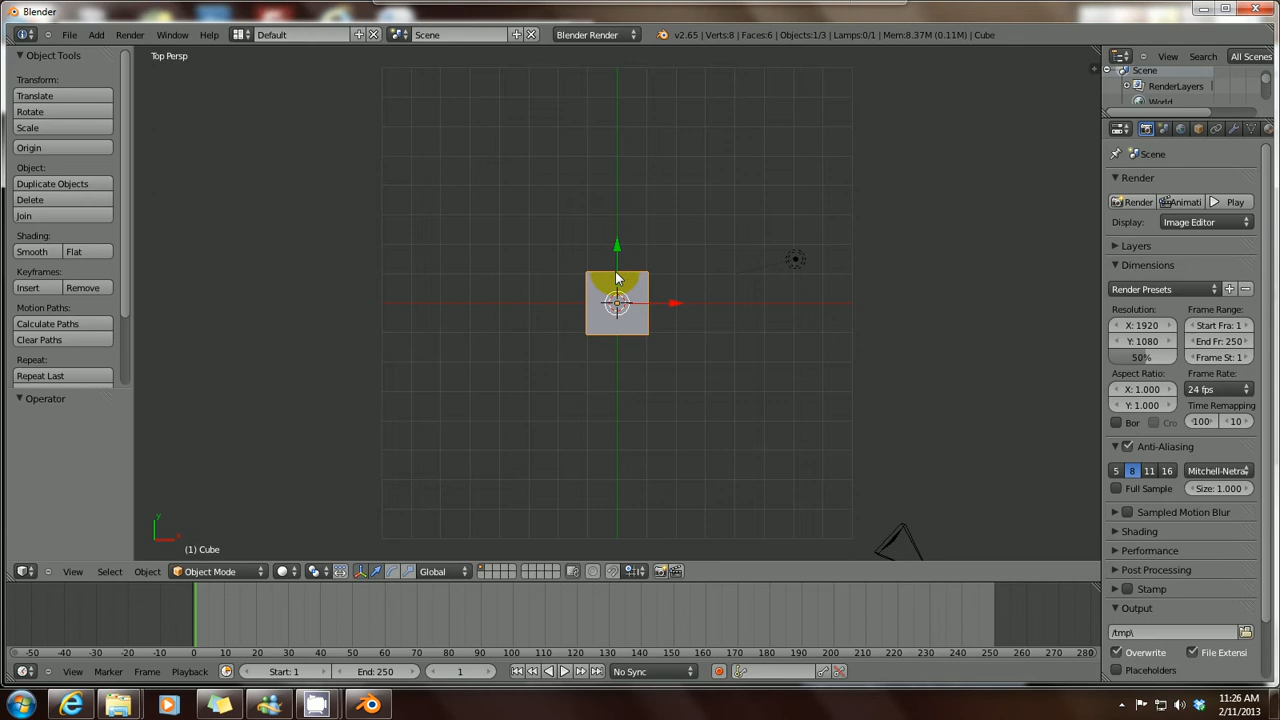 Blender
File Add Render Window Help Default Scene Blender Render v2.65 | Verts:8 | Faces:6 | Objects:1/3 | Lamps:0/1 | Mem:8.37M (0.11M) | Cube
Object Tools
Transform:
Translate
Rotate
Scale
Origin
Object:
Duplicate Objects
Delete
Join
Shading:
Smooth Flat
Keyframes:
Insert Remove
Motion Paths:
Calculate Paths
Clear Paths
Repeat:
Repeat Last
Operator
Top Persp
y
x
(1) Cube
View Select Object Object Mode Global
View Search All Scenes
Scene
RenderLayers
World
Scene
Render
Render Animati Play
Display: Image Editor
Layers
Dimensions
Render Presets
Resolution: Frame Range:
X: 1920 Start Fra: 1
Y: 1080 End Fr: 250
50% Frame St: 1
Aspect Ratio: Frame Rate:
X: 1.000 24 fps
Y: 1.000 Time Remapping
Bor Cro 100 10
Anti-Aliasing
5 8 11 16 Mitchell-Netra
Full Sample Size: 1.000
Sampled Motion Blur
Shading
Performance
Post Processing
Stamp
Output
/tmp\
Overwrite File Extensi
Placeholders
-50 -40 -30 -20 -10 0 10 20 30 40 50 60 70 80 90 100 110 120 130 140 150 160 170 180 190 200 210 220 230 240 250 260 270 280
View Marker Frame Playback Start: 1 End: 250 1 No Sync
11:26 AM
2/11/2013